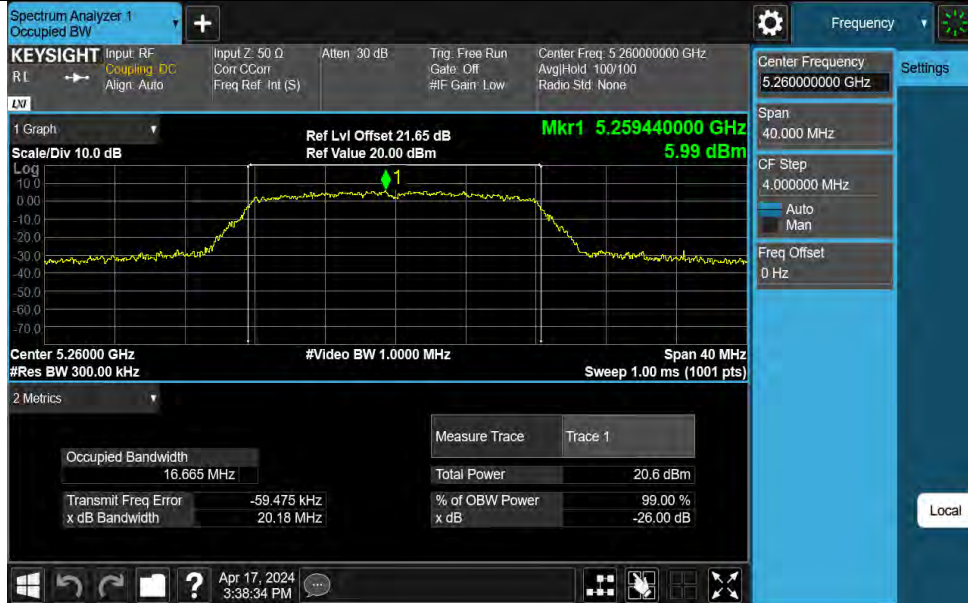 Spectrum Analyzer 1
Occupied BW
+
Frequency
KEYSIGHT Input: RF Input Z: 50 Ω Atten: 30 dB Trig: Free Run Center Freq: 5.260000000 GHz
RL Coupling: DC Corr CCorr Gate: Off Avg|Hold: 100/100
Align: Auto Freq Ref: Int (S) #IF Gain: Low Radio Std: None
LXI
Center Frequency
5.260000000 GHz
Settings
Span
40.000 MHz
CF Step
4.000000 MHz
Auto
Man
Freq Offset
0 Hz
Local
1 Graph
Ref Lvl Offset 21.65 dB
Mkr1 5.259440000 GHz
Scale/Div 10.0 dB
Ref Value 20.00 dBm
5.99 dBm
Log
1
10.0
0.00
-10.0
-20.0
-30.0
-40.0
-50.0
-60.0
-70.0
Center 5.26000 GHz #Video BW 1.0000 MHz Span 40 MHz
#Res BW 300.00 kHz Sweep 1.00 ms (1001 pts)
2 Metrics
Measure Trace Trace 1
Occupied Bandwidth
16.665 MHz
Total Power 20.6 dBm
Transmit Freq Error -59.475 kHz % of OBW Power 99.00 %
x dB Bandwidth 20.18 MHz x dB -26.00 dB
?
Apr 17, 2024
3:38:34 PM